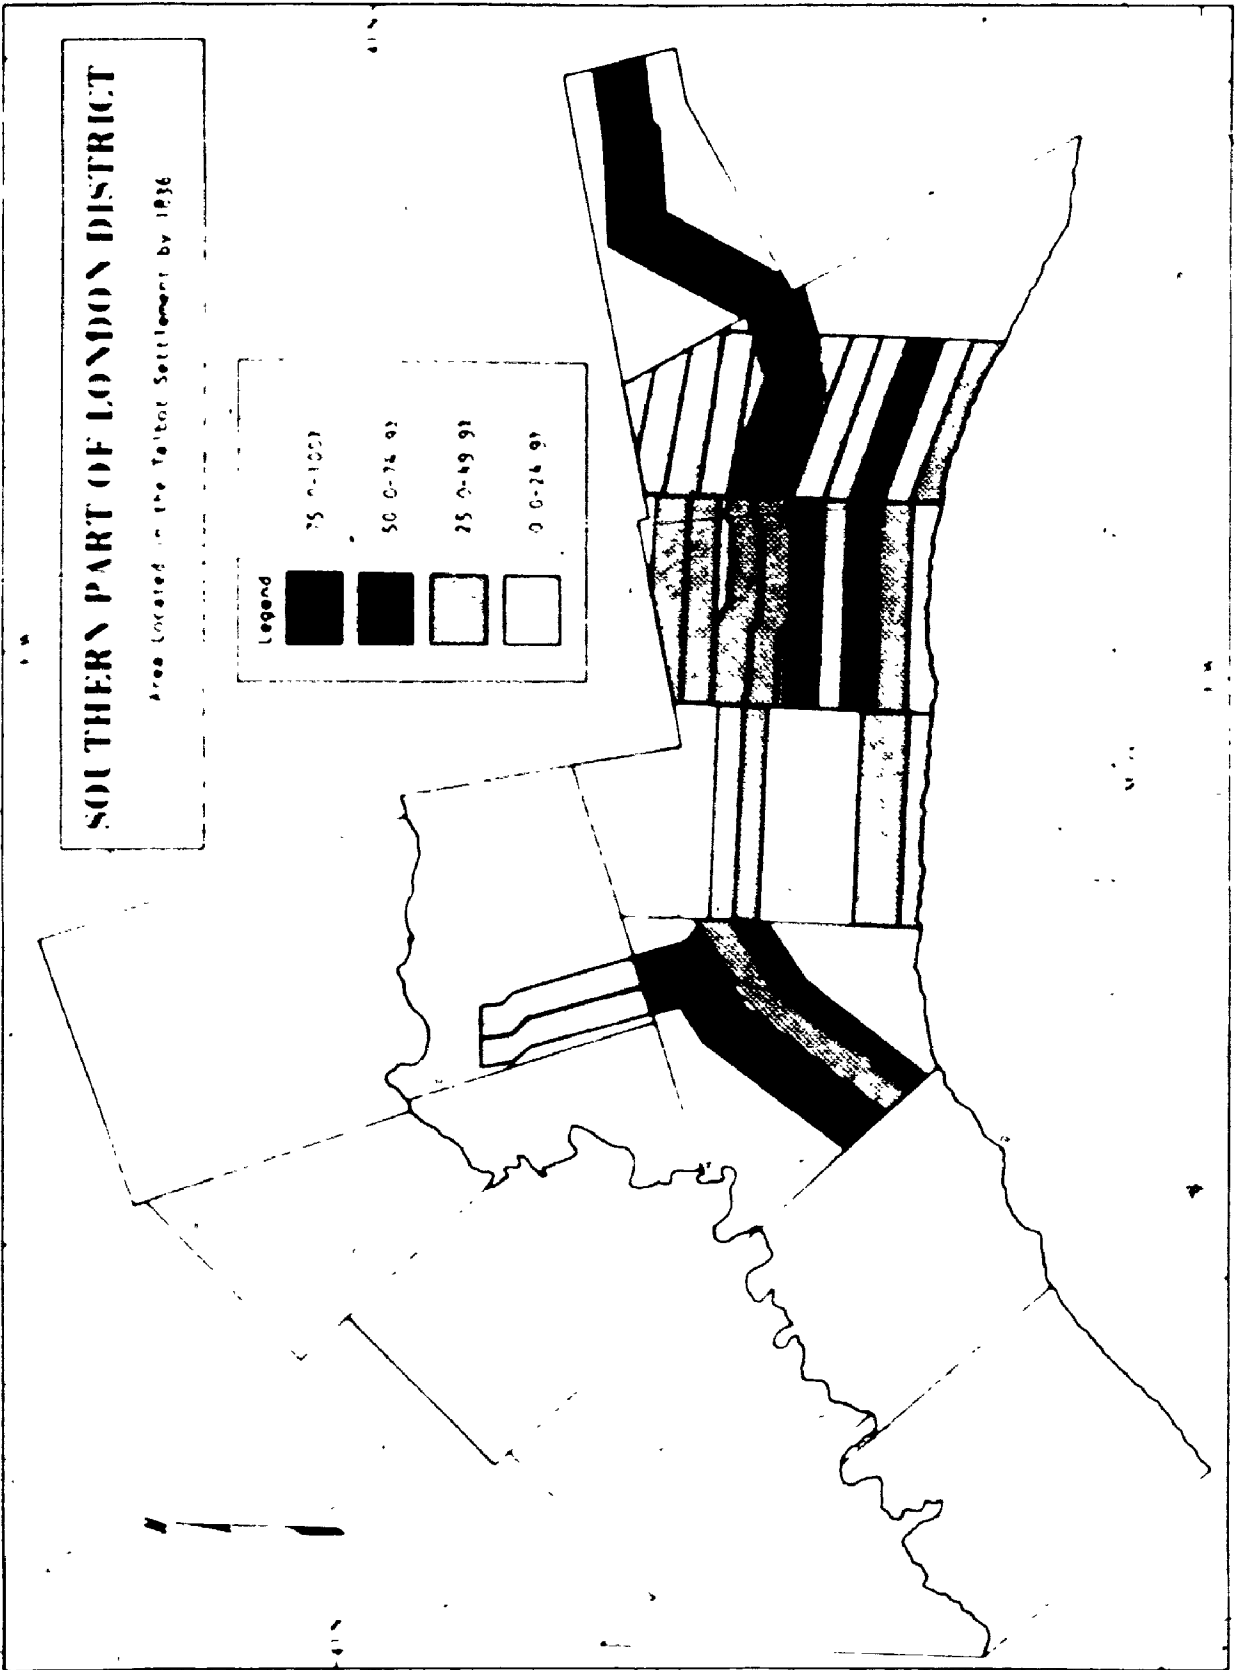 SOUTHERN PART OF LONDON DISTRICT
Area Located in the Talbot Settlement by 1836
Legend
75.0-100%
50.0-74.9%
25.0-49.9%
0.0-24.9%
N